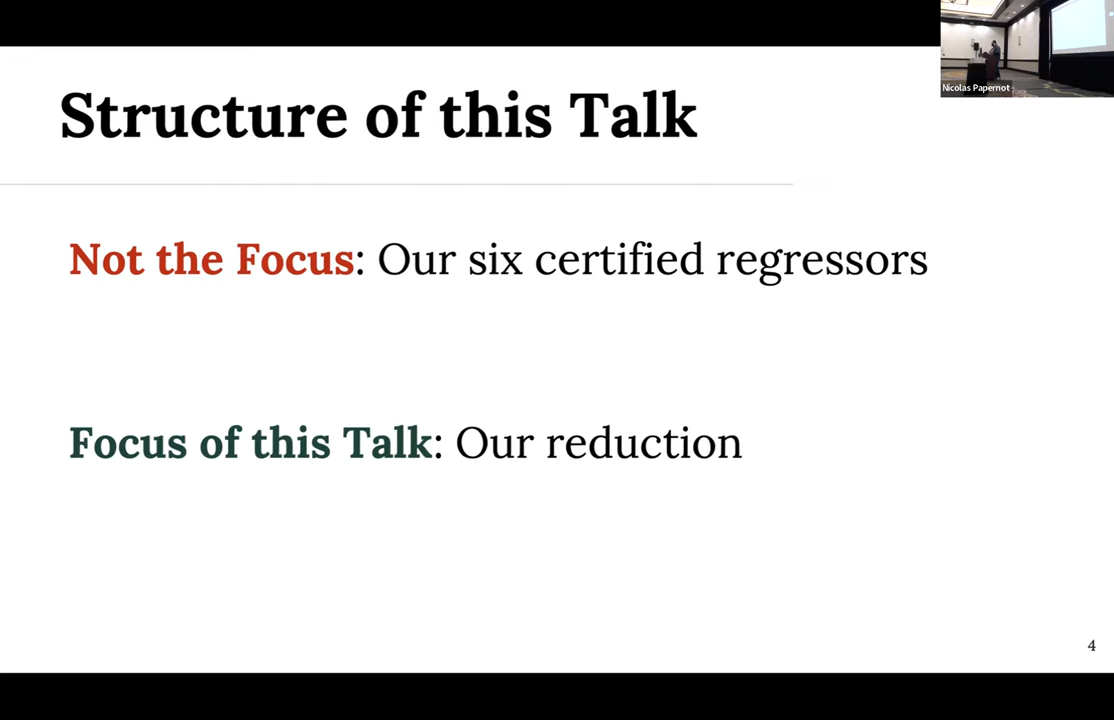 Nicolas Papernot
Structure of this Talk
Not the Focus: Our six certified regressors
Focus of this Talk: Our reduction
4